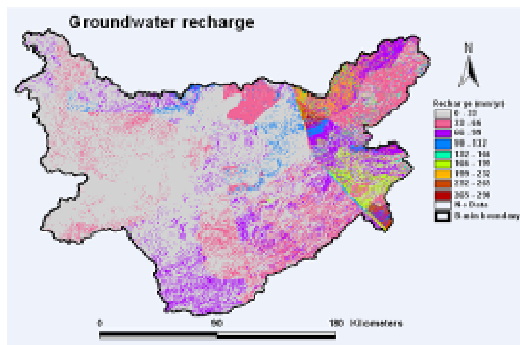 Groundwater recharge
N
Recharge (mm/yr)
0 - 33
33 - 66
66 - 99
99 - 132
132 - 166
166 - 199
199 - 232
232 - 265
265 - 298
No Data
Basin boundary
0 90 180 Kilometers